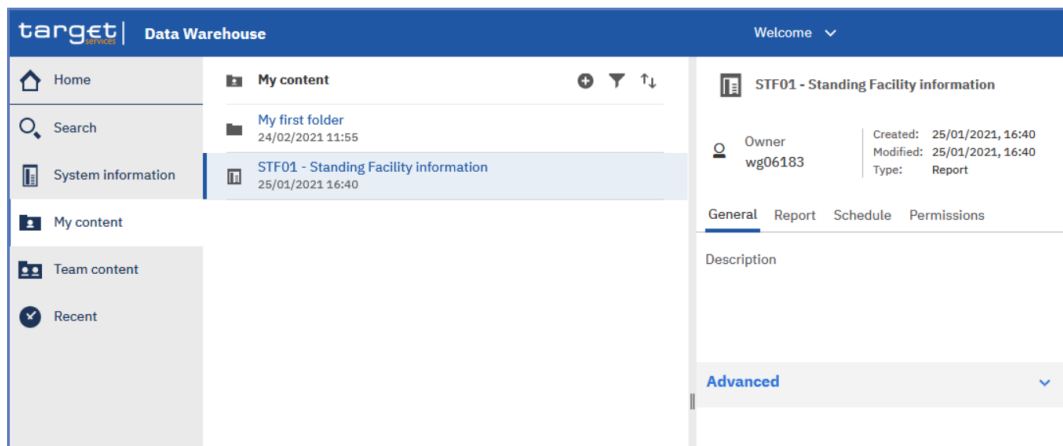 target services | Data Warehouse
Welcome
Home
Search
System information
My content
Team content
Recent
My content
My first folder
24/02/2021 11:55
STF01 - Standing Facility information
25/01/2021 16:40
STF01 - Standing Facility information
Owner
wg06183
Created: 25/01/2021, 16:40
Modified: 25/01/2021, 16:40
Type: Report
General Report Schedule Permissions
Description
Advanced